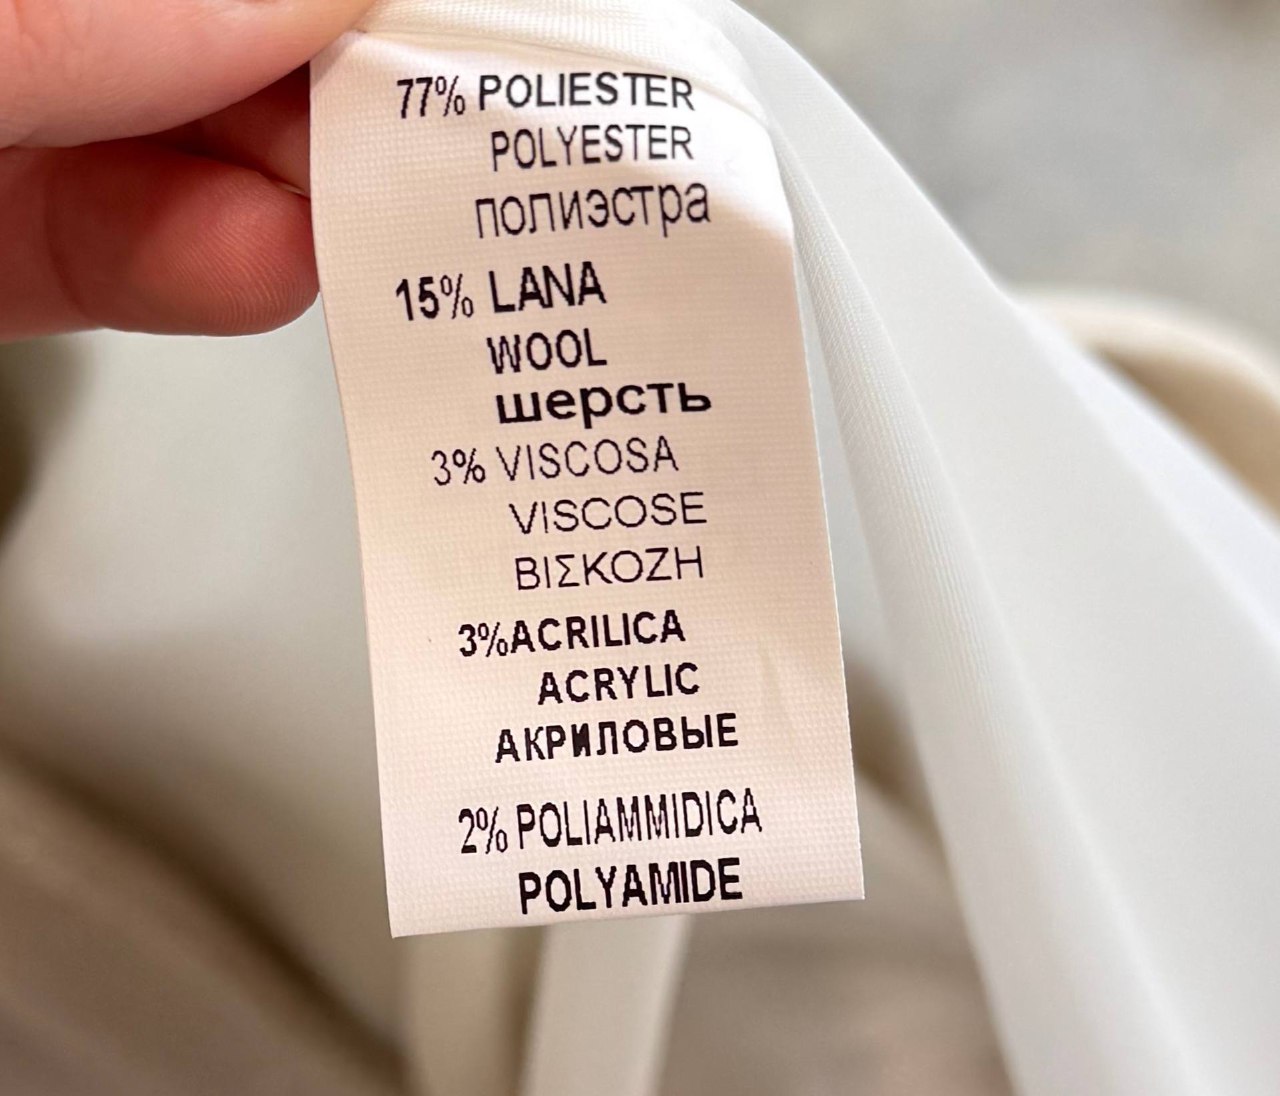 77% POLIESTER
POLYESTER
полиэстра
15% LANA
WOOL
шерсть
3% VISCOSA
VISCOSE
ΒΙΣΚΟΖΗ
3%ACRILICA
ACRYLIC
АКРИЛОВЫЕ
2% POLIAMMIDICA
POLYAMIDE